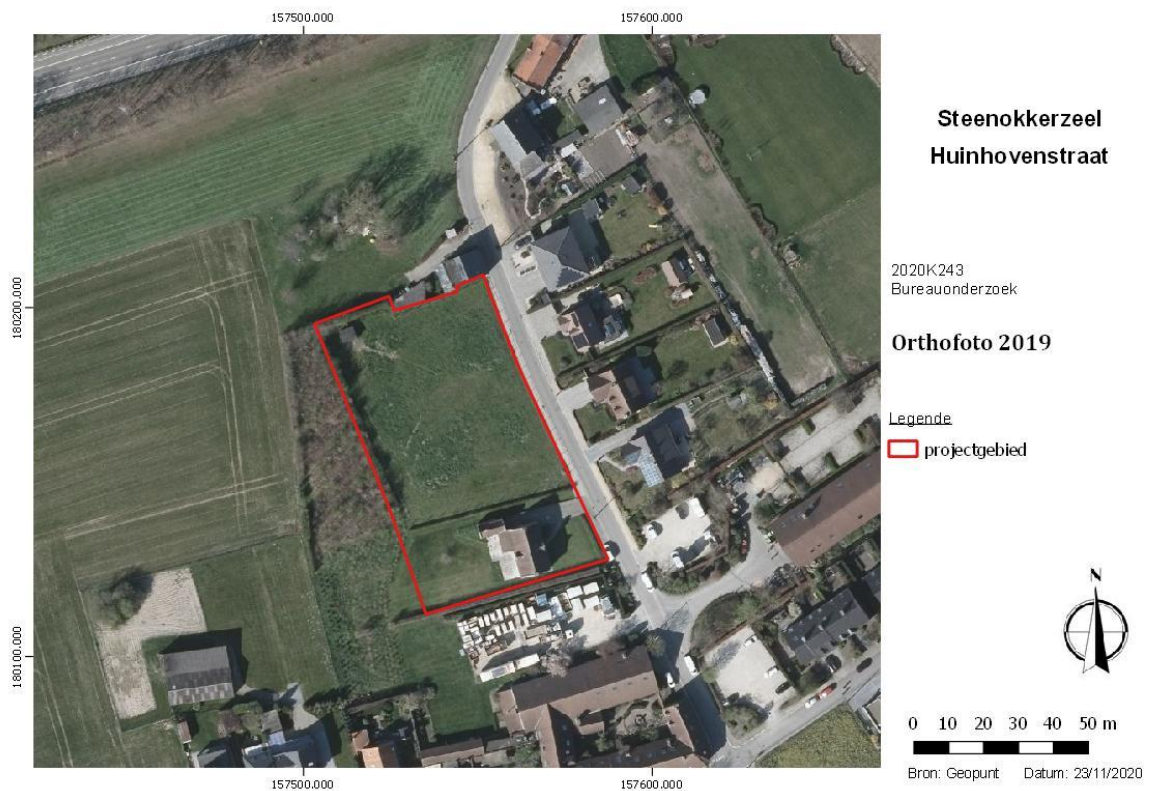 157500.000
157600.000
180200.000
180100.000
Steenokkerzeel
Huinhovenstraat
2020K243
Bureauonderzoek
Orthofoto 2019
Legende
projectgebied
N
0 10 20 30 40 50 m
Bron: Geopunt Datum: 23/11/2020
157500.000
157600.000